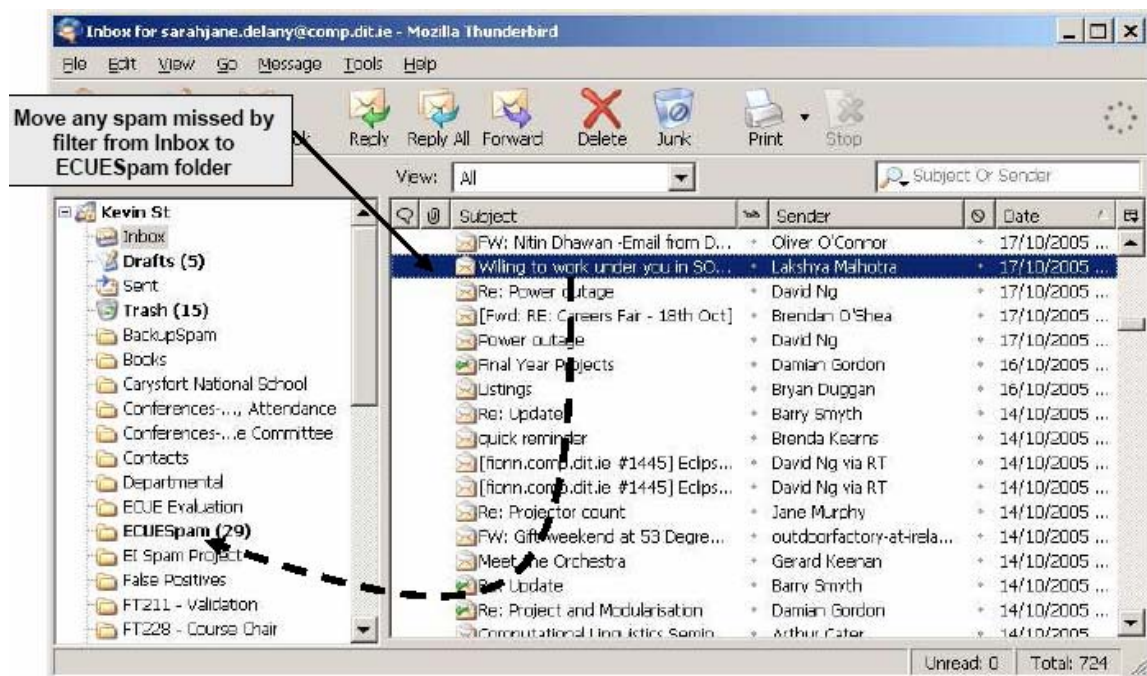 Inbox for sarahjane.delany@comp.dit.ie - Mozilla Thunderbird
File Edit View Go Message Tools Help
Move any spam missed by
filter from Inbox to
ECUESpam folder
Reply Reply All Forward Delete Junk Print Stop
View: All Subject Or Sender
Kevin St
Inbox
Drafts (5)
Sent
Trash (15)
BackupSpam
Books
Carysfort National School
Conferences-..., Attendance
Conferences-...e Committee
Contacts
Departmental
ECUE Evaluation
ECUESpam (29)
EI Spam Project
False Positives
FT211 - Validation
FT228 - Course Chair
Subject Sender Date
FW: Nitin Dhawan -Email from D... Oliver O'Connor 17/10/2005 ...
Wiling to work under you in SO... Lakshya Malhotra 17/10/2005 ...
Re: Power outage David Ng 17/10/2005 ...
[Fwd: RE: Careers Fair - 18th Oct] Brendan O'Shea 17/10/2005 ...
Power outage David Ng 17/10/2005 ...
Final Year Projects Damian Gordon 16/10/2005 ...
Listings Bryan Duggan 16/10/2005 ...
Re: Update Barry Smyth 14/10/2005 ...
quick reminder Brenda Kearns 14/10/2005 ...
[fionn.comp.dit.ie #1445] Eclips... David Ng via RT 14/10/2005 ...
[fionn.comp.dit.ie #1445] Eclips... David Ng via RT 14/10/2005 ...
Re: Projector count Jane Murphy 14/10/2005 ...
FW: Gift weekend at 53 Degre... outdoorfactory-at-irela... 14/10/2005 ...
Meet the Orchestra Gerard Keenan 14/10/2005 ...
Re: Update Barry Smyth 14/10/2005 ...
Re: Project and Modularisation Damian Gordon 14/10/2005 ...
Computational Linguistics Semin Arthur Cater 14/10/2005
Unread: 0 Total: 724